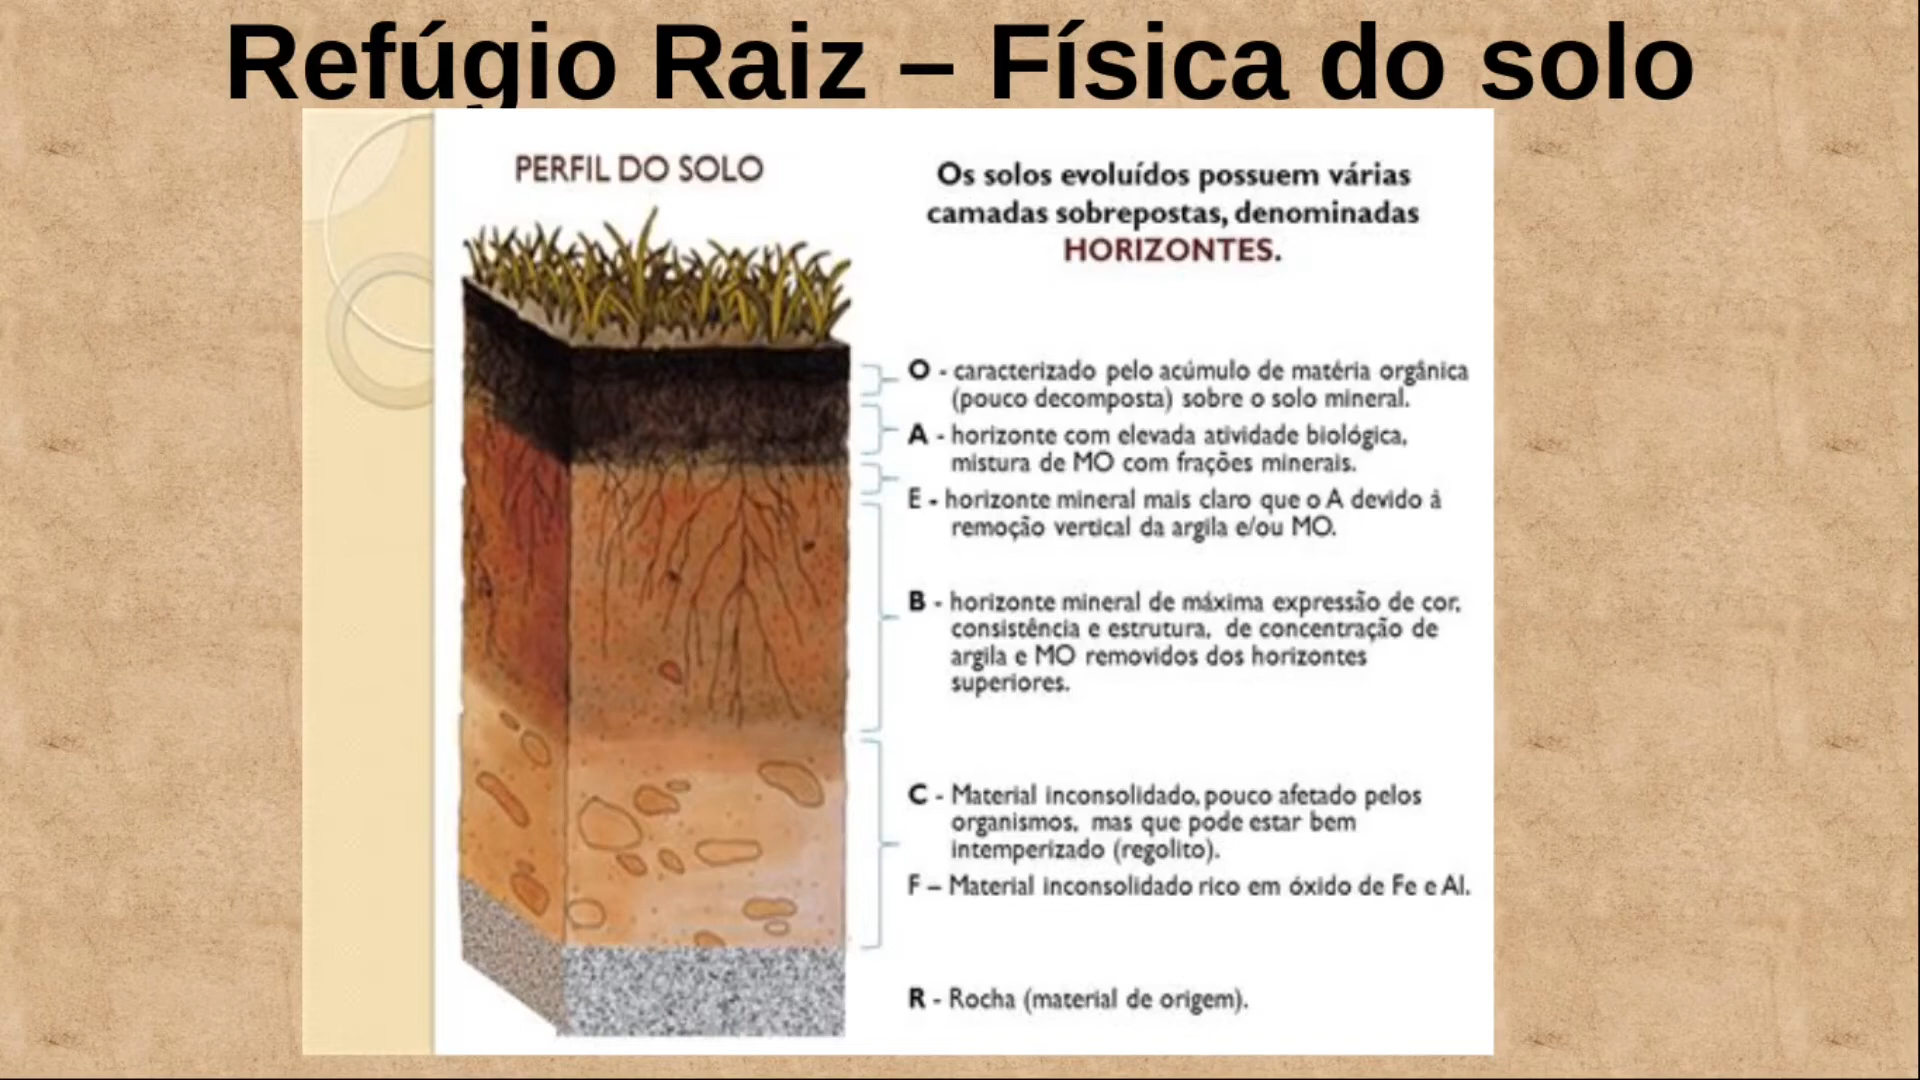 Refúgio Raiz – Física do solo
PERFIL DO SOLO
Os solos evoluídos possuem várias
camadas sobrepostas, denominadas
HORIZONTES.
O - caracterizado pelo acúmulo de matéria orgânica
(pouco decomposta) sobre o solo mineral.
A - horizonte com elevada atividade biológica,
mistura de MO com frações minerais.
E - horizonte mineral mais claro que o A devido à
remoção vertical da argila e/ou MO.
B - horizonte mineral de máxima expressão de cor,
consistência e estrutura, de concentração de
argila e MO removidos dos horizontes
superiores.
C - Material inconsolidado, pouco afetado pelos
organismos, mas que pode estar bem
intemperizado (regolito).
F – Material inconsolidado rico em óxido de Fe e Al.
R - Rocha (material de origem).